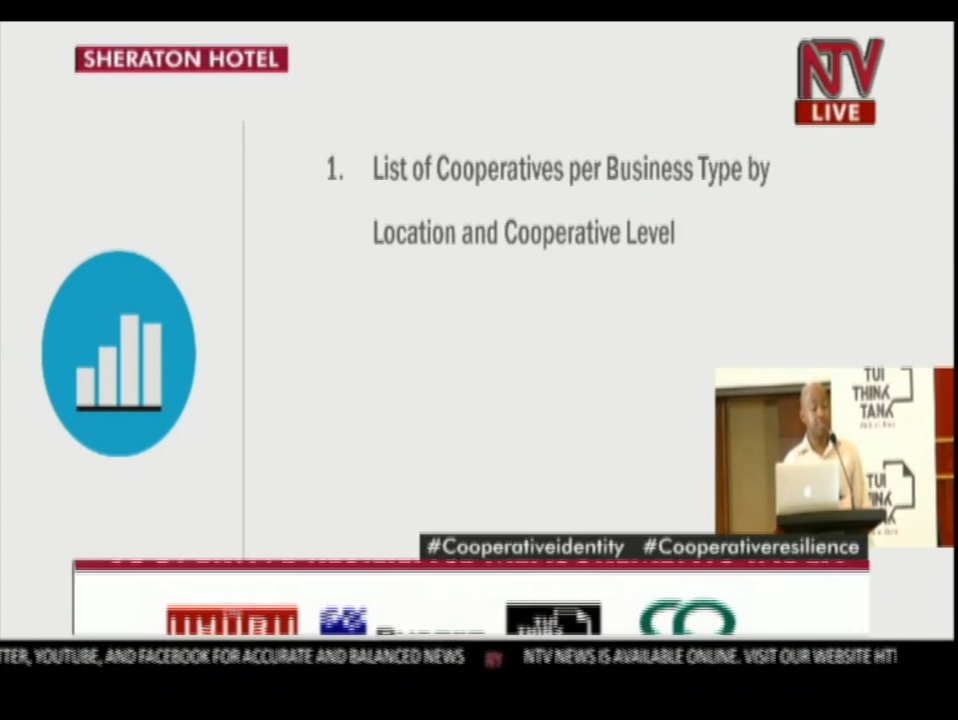 SHERATON HOTEL
NTV
LIVE
1. List of Cooperatives per Business Type by
Location and Cooperative Level
TUI
THINK
TANK
TUI
#Cooperativeidentity #Cooperativeresilience
TTER, YOUTUBE, AND FACEBOOK FOR ACCURATE AND BALANCED NEWS NTV NEWS IS AVAILABLE ONLINE. VISIT OUR WEBSITE